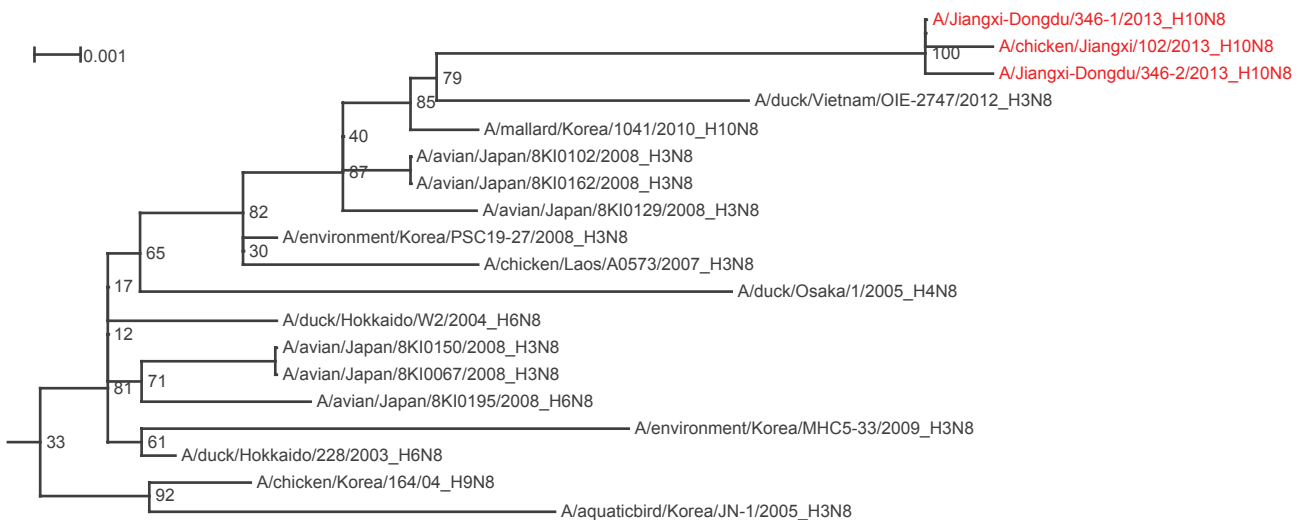 A/Jiangxi-Dongdu/346-1/2013_H10N8
A/chicken/Jiangxi/102/2013_H10N8
0.001
100
A/Jiangxi-Dongdu/346-2/2013_H10N8
79
A/duck/Vietnam/OIE-2747/2012_H3N8
85
A/mallard/Korea/1041/2010_H10N8
40
A/avian/Japan/8KI0102/2008_H3N8
87
A/avian/Japan/8KI0162/2008_H3N8
82
A/avian/Japan/8KI0129/2008_H3N8
A/environment/Korea/PSC19-27/2008_H3N8
65
30
A/chicken/Laos/A0573/2007_H3N8
17
A/duck/Osaka/1/2005_H4N8
A/duck/Hokkaido/W2/2004_H6N8
12
A/avian/Japan/8KI0150/2008_H3N8
81
71
A/avian/Japan/8KI0067/2008_H3N8
A/avian/Japan/8KI0195/2008_H6N8
A/environment/Korea/MHC5-33/2009_H3N8
33
61
A/duck/Hokkaido/228/2003_H6N8
A/chicken/Korea/164/04_H9N8
92
A/aquaticbird/Korea/JN-1/2005_H3N8